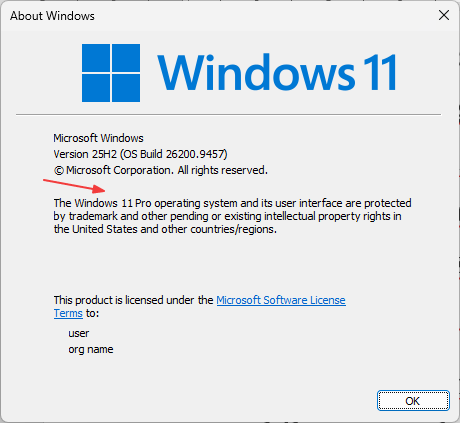 About Windows
Windows 11
Microsoft Windows
Version 25H2 (OS Build 26200.9457)
© Microsoft Corporation. All rights reserved.
The Windows 11 Pro operating system and its user interface are protected
by trademark and other pending or existing intellectual property rights in
the United States and other countries/regions.
This product is licensed under the Microsoft Software License
Terms to:
user
org name
OK